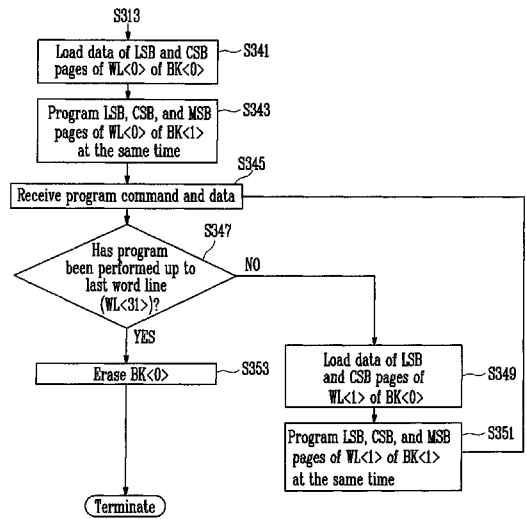 S313
Load data of LSB and CSB
pages of WL<0> of BK<0>
S341
Program LSB, CSB, and MSB
pages of WL<0> of BK<1>
at the same time
S343
Receive program command and data
S345
Has program
been performed up to
last word line
(WL<31>)?
S347
NO
YES
Erase BK<0>
S353
Load data of LSB
and CSB pages of
WL<1> of BK<0>
S349
Program LSB, CSB, and MSB
pages of WL<1> of BK<1>
at the same time
S351
Terminate